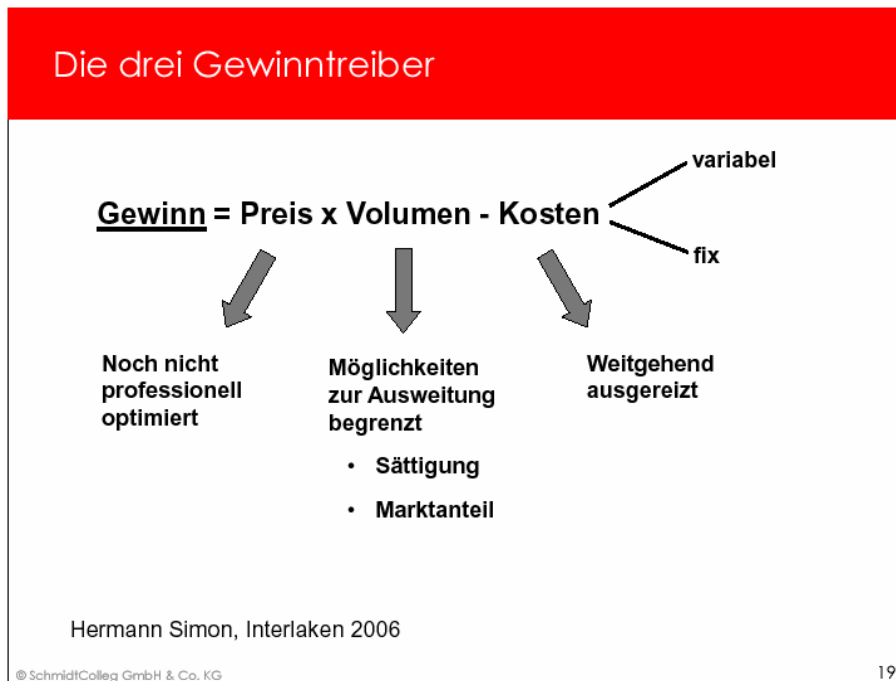 Die drei Gewinntreiber
variabel
Gewinn = Preis x Volumen - Kosten
fix
Noch nicht
professionell
optimiert
Möglichkeiten
zur Ausweitung
begrenzt
• Sättigung
• Marktanteil
Weitgehend
ausgereizt
Hermann Simon, Interlaken 2006
© SchmidtColleg GmbH & Co. KG
19